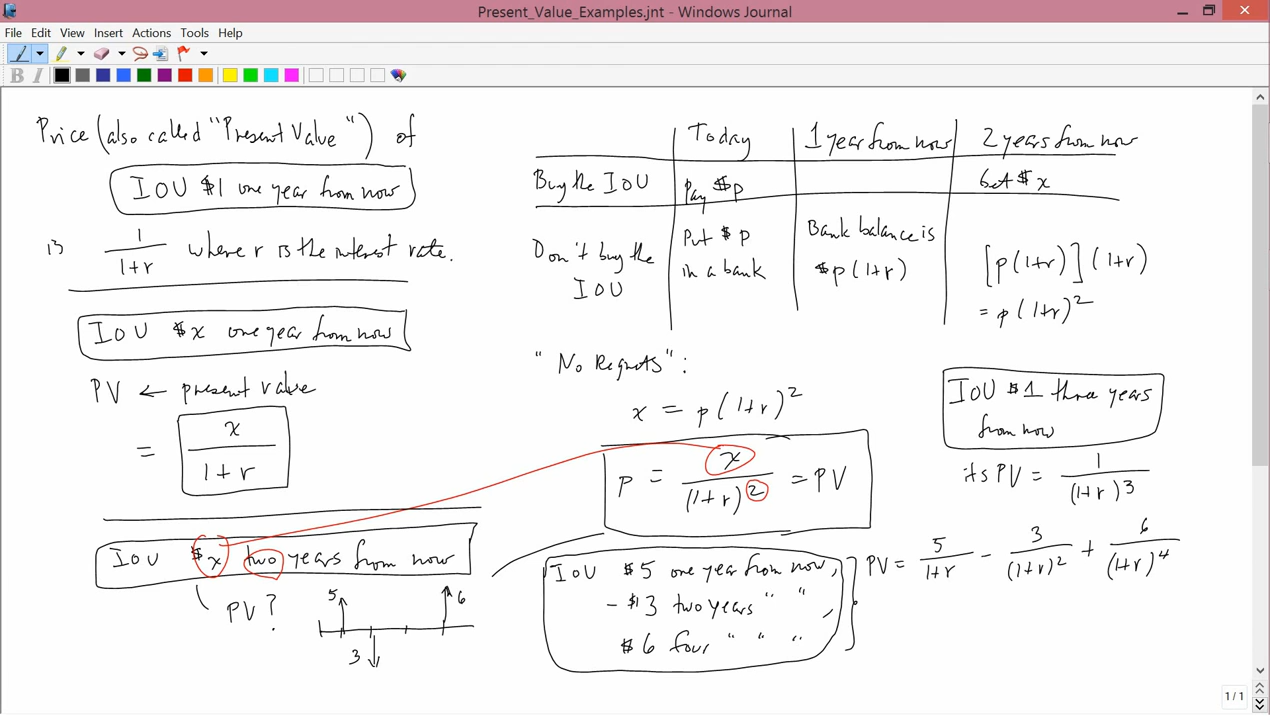 Present_Value_Examples.jnt - Windows Journal
File Edit View Insert Actions Tools Help
B I
Price (also called "Present Value") of
IOU $1 one year from now
is 1/(1+r) where r is the interest rate.
IOU $x one year from now
PV ← present value
= x/(1+r)
IOU $x two years from now
PV?
5 6
3
Today 1 year from now 2 years from now
Buy the IOU Pay $p Get $x
Don't buy the IOU Put $p in a bank Bank balance is $p(1+r) [p(1+r)](1+r)
= p(1+r)^2
"No Regrets":
x = p(1+r)^2
p = x/(1+r)^2 = PV
IOU $1 three years
from now
its PV = 1/(1+r)^3
IOU $5 one year from now,
-$3 two years " " ,
$6 four " " "
PV = 5/(1+r) - 3/(1+r)^2 + 6/(1+r)^4
1/1